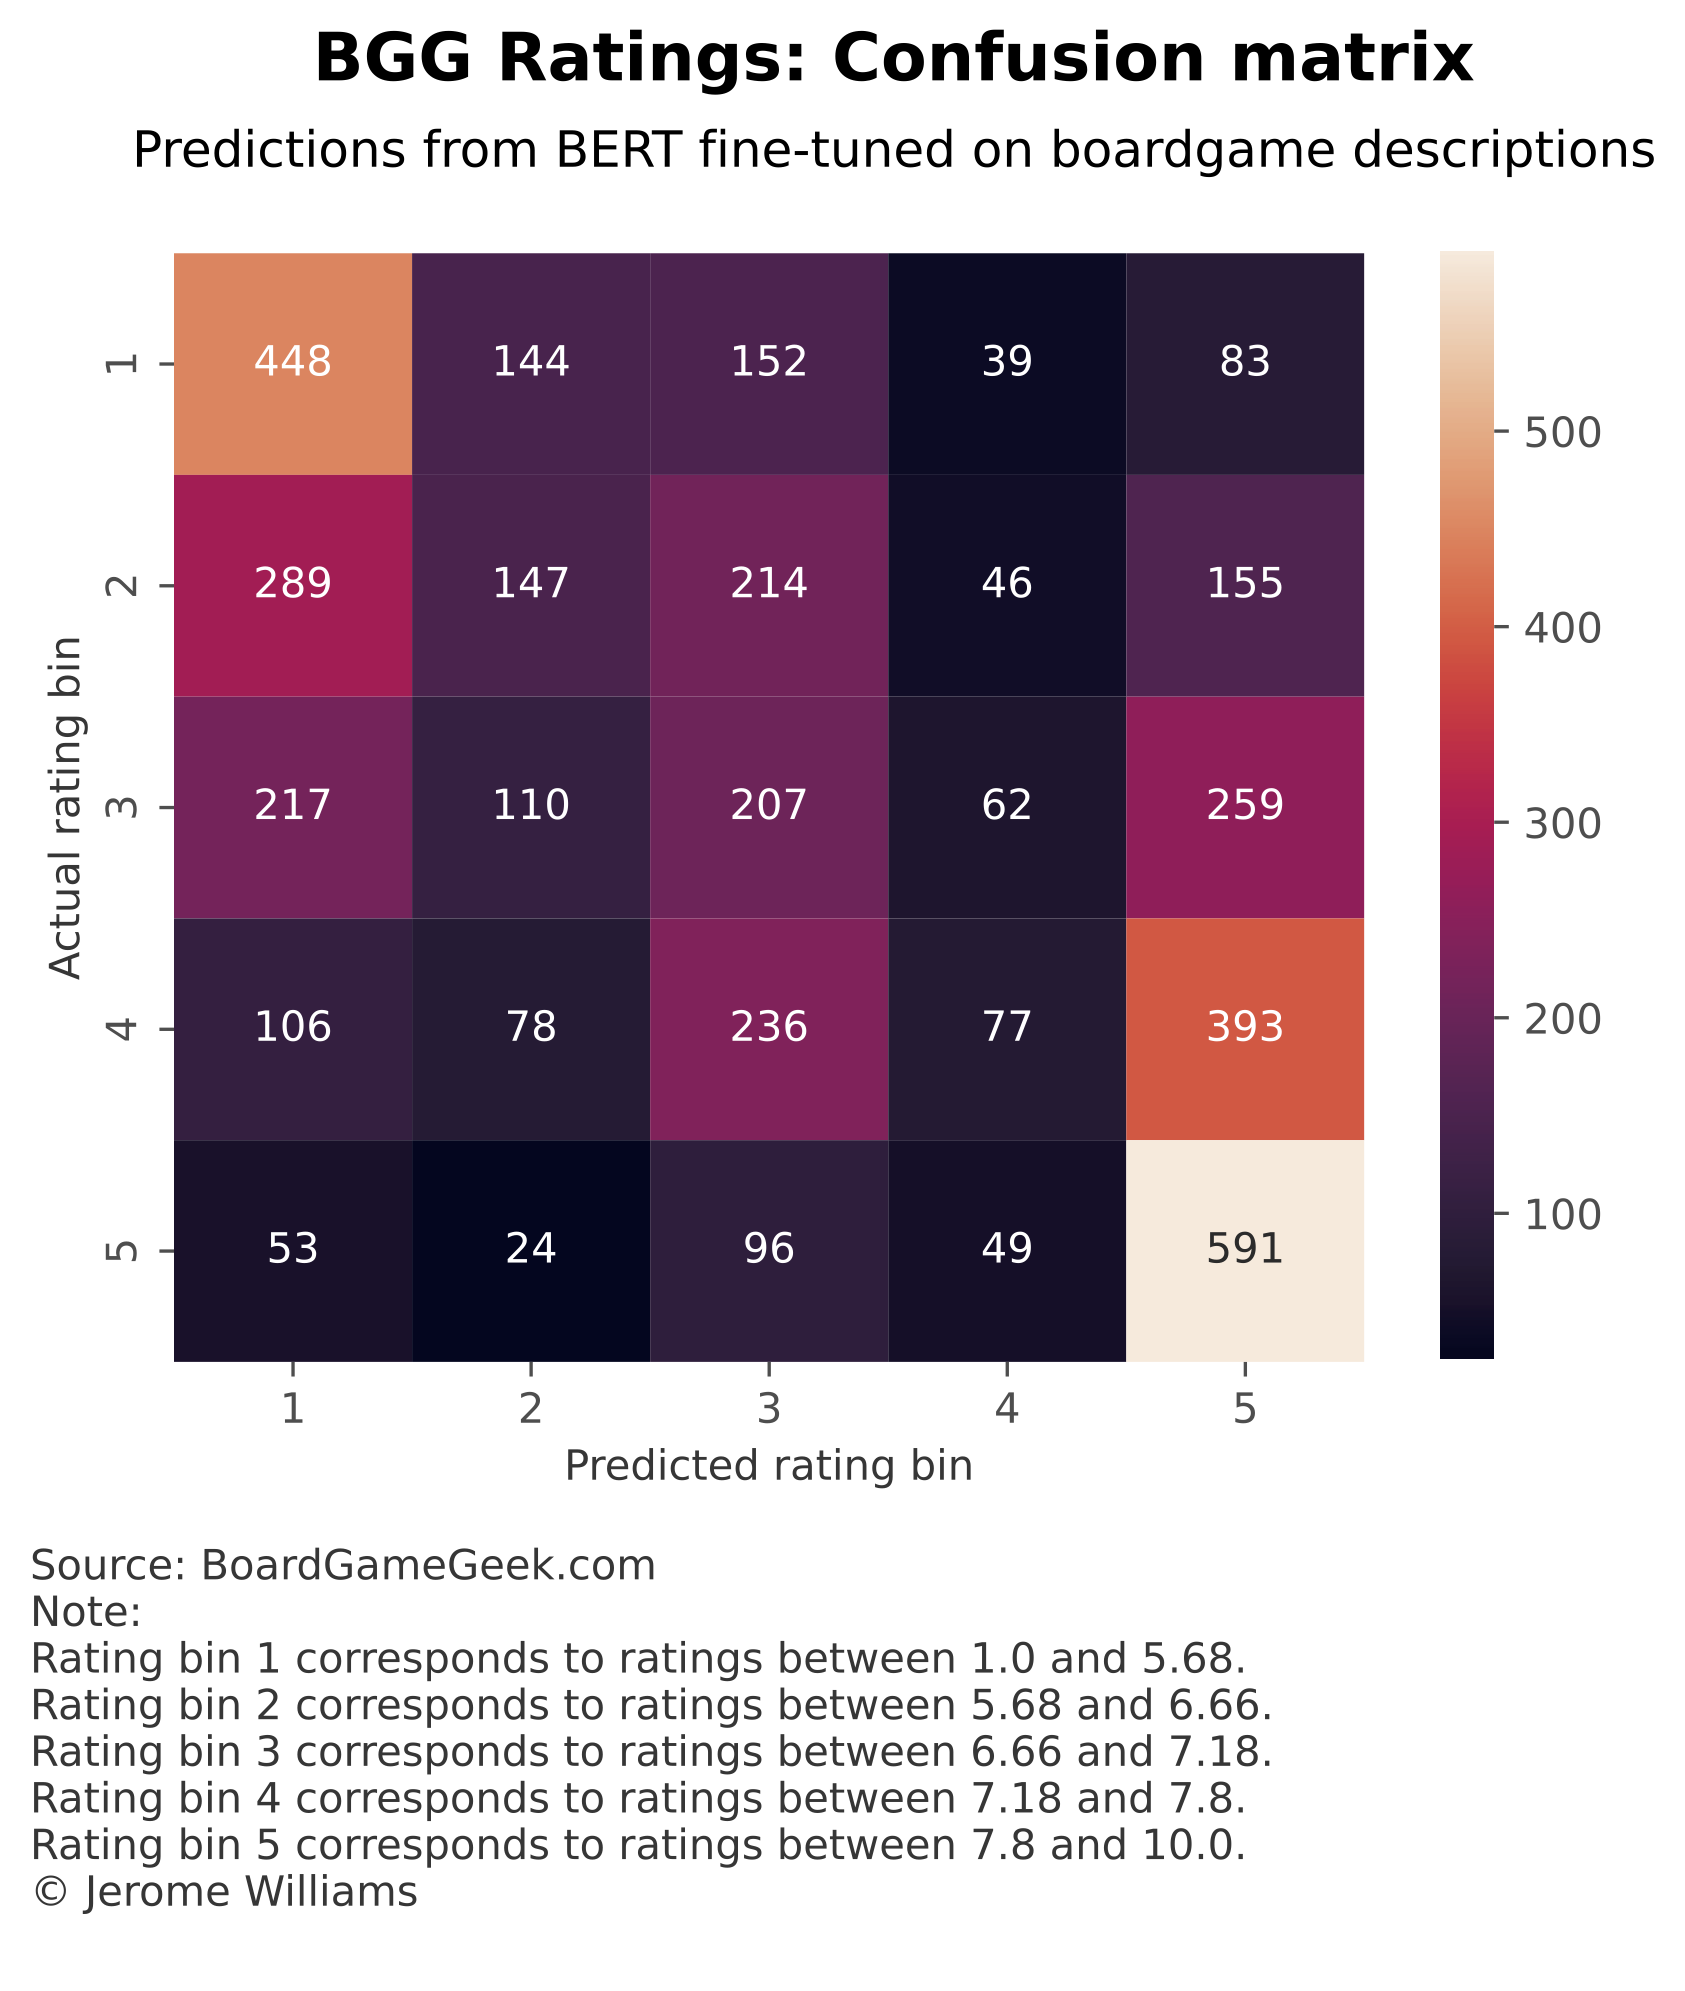 BGG Ratings: Confusion matrix
Predictions from BERT fine-tuned on boardgame descriptions
Actual rating bin
1
448 144 152 39 83
2
289 147 214 46 155
3
217 110 207 62 259
4
106 78 236 77 393
5
53 24 96 49 591
1 2 3 4 5
Predicted rating bin
500
400
300
200
100
Source: BoardGameGeek.com
Note:
Rating bin 1 corresponds to ratings between 1.0 and 5.68.
Rating bin 2 corresponds to ratings between 5.68 and 6.66.
Rating bin 3 corresponds to ratings between 6.66 and 7.18.
Rating bin 4 corresponds to ratings between 7.18 and 7.8.
Rating bin 5 corresponds to ratings between 7.8 and 10.0.
© Jerome Williams